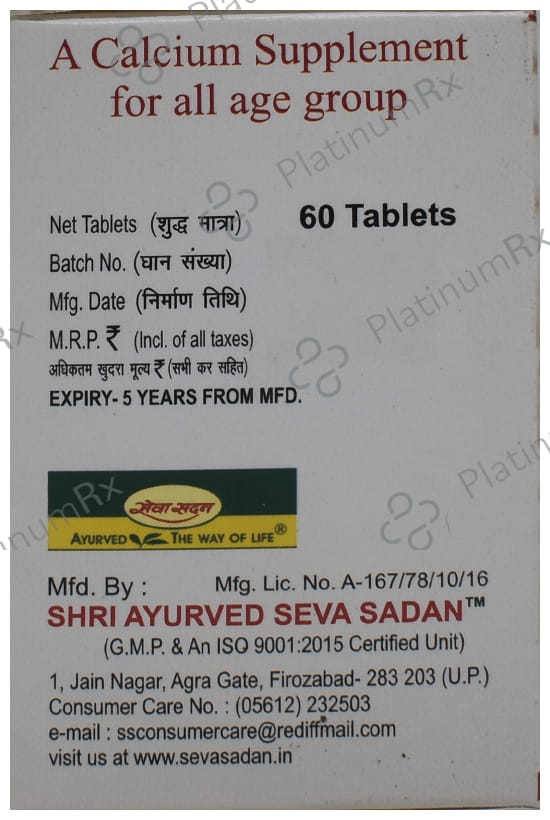 A Calcium Supplement
for all age group
Net Tablets (शुद्ध मात्रा) 60 Tablets
Batch No. (घान संख्या)
Mfg. Date (निर्माण तिथि)
M.R.P. ₹ (Incl. of all taxes)
अधिकतम खुदरा मूल्य ₹ (सभी कर सहित)
EXPIRY- 5 YEARS FROM MFD.
सेवा सदन
AYURVED THE WAY OF LIFE®
Mfd. By : Mfg. Lic. No. A-167/78/10/16
SHRI AYURVED SEVA SADAN™
(G.M.P. & An ISO 9001:2015 Certified Unit)
1, Jain Nagar, Agra Gate, Firozabad- 283 203 (U.P.)
Consumer Care No. : (05612) 232503
e-mail : ssconsumercare@rediffmail.com
visit us at www.sevasadan.in
PlatinumRx
PlatinumRx
PlatinumRx
Platinum
Rx